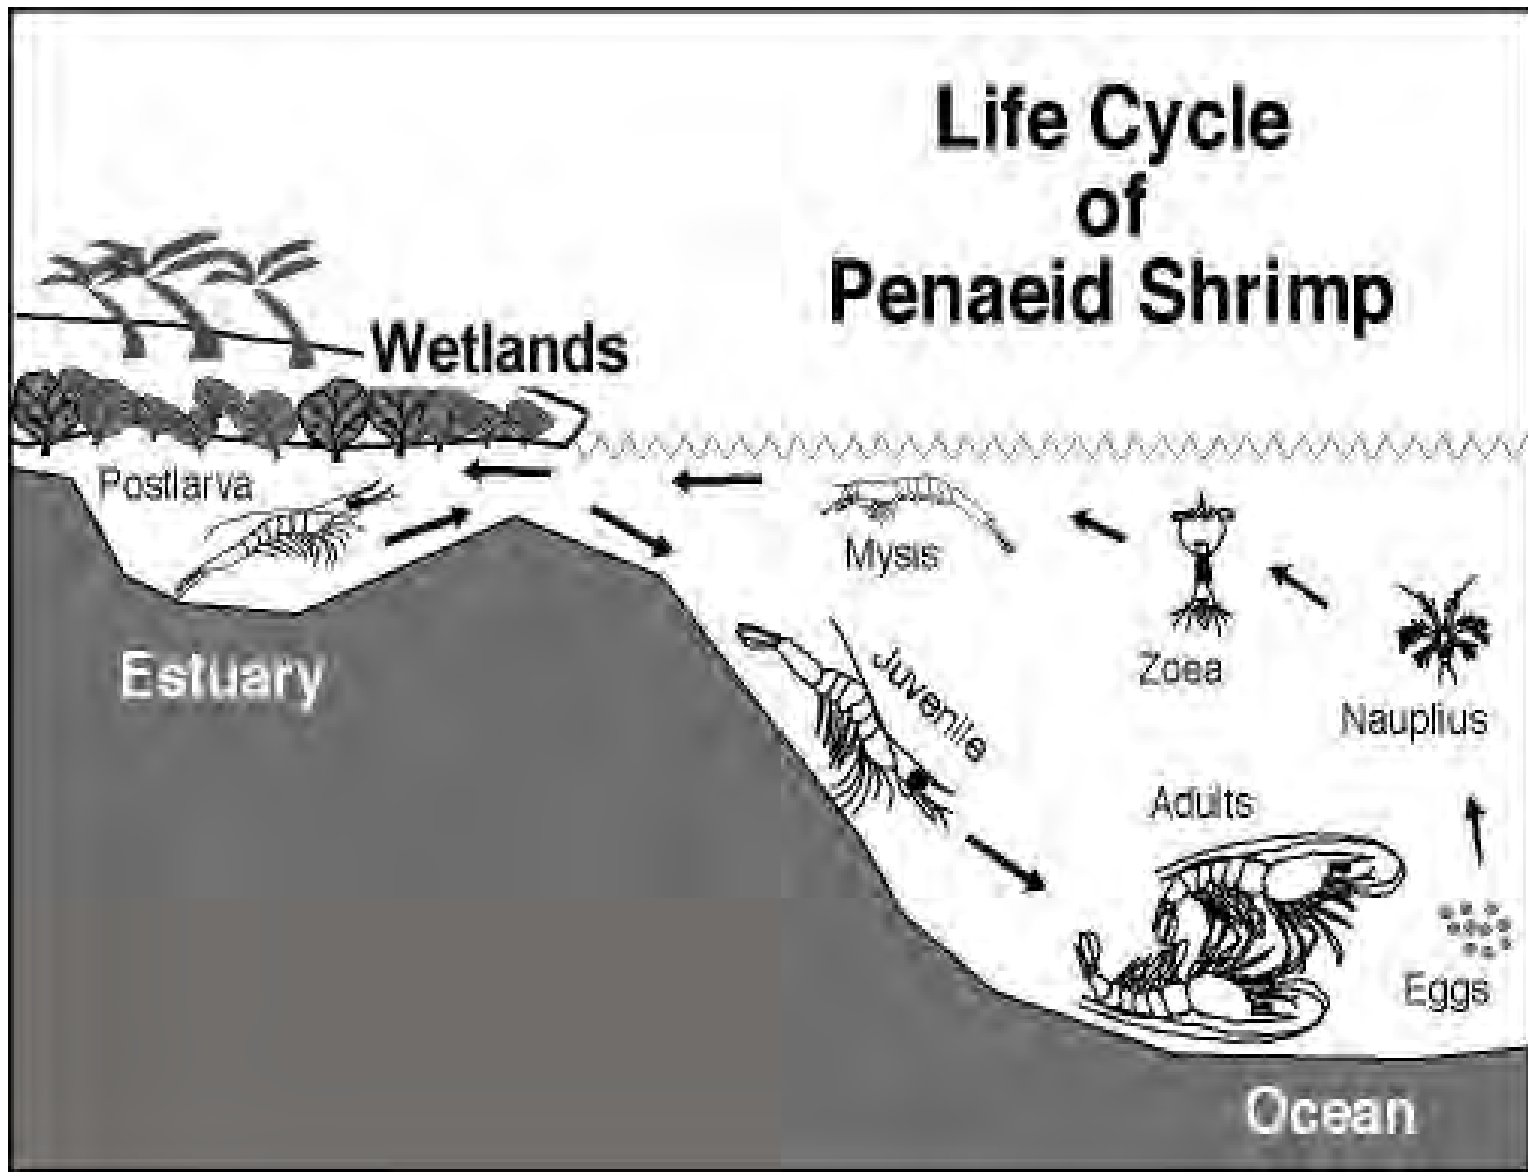 Life Cycle
of
Penaeid Shrimp
Wetlands
Postlarva
Mysis
Estuary
Juvenile
Zoea
Nauplius
Adults
Eggs
Ocean